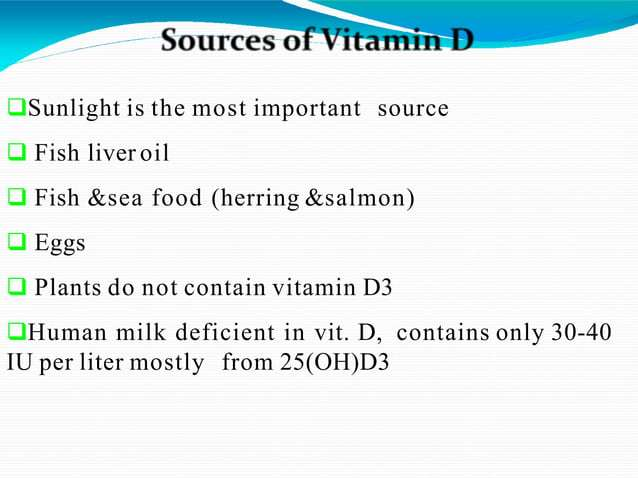 Sources of Vitamin D
Sunlight is the most important source
Fish liver oil
Fish &sea food (herring &salmon)
Eggs
Plants do not contain vitamin D3
Human milk deficient in vit. D, contains only 30-40
IU per liter mostly from 25(OH)D3